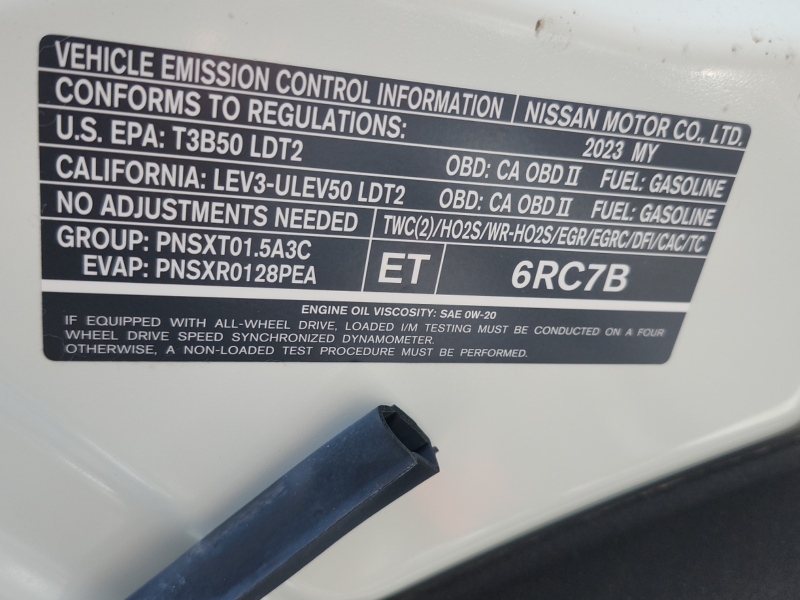 VEHICLE EMISSION CONTROL INFORMATION | NISSAN MOTOR CO., LTD.
CONFORMS TO REGULATIONS: 2023 MY
U.S. EPA: T3B50 LDT2 OBD: CA OBD II FUEL: GASOLINE
CALIFORNIA: LEV3-ULEV50 LDT2 OBD: CA OBD II FUEL: GASOLINE
NO ADJUSTMENTS NEEDED TWC(2)/HO2S/WR-HO2S/EGR/EGRC/DFI/CAC/TC
GROUP: PNSXT01.5A3C
EVAP: PNSXR0128PEA
ET
6RC7B
ENGINE OIL VISCOSITY: SAE 0W-20
IF EQUIPPED WITH ALL-WHEEL DRIVE, LOADED I/M TESTING MUST BE CONDUCTED ON A FOUR
WHEEL DRIVE SPEED SYNCHRONIZED DYNAMOMETER.
OTHERWISE, A NON-LOADED TEST PROCEDURE MUST BE PERFORMED.